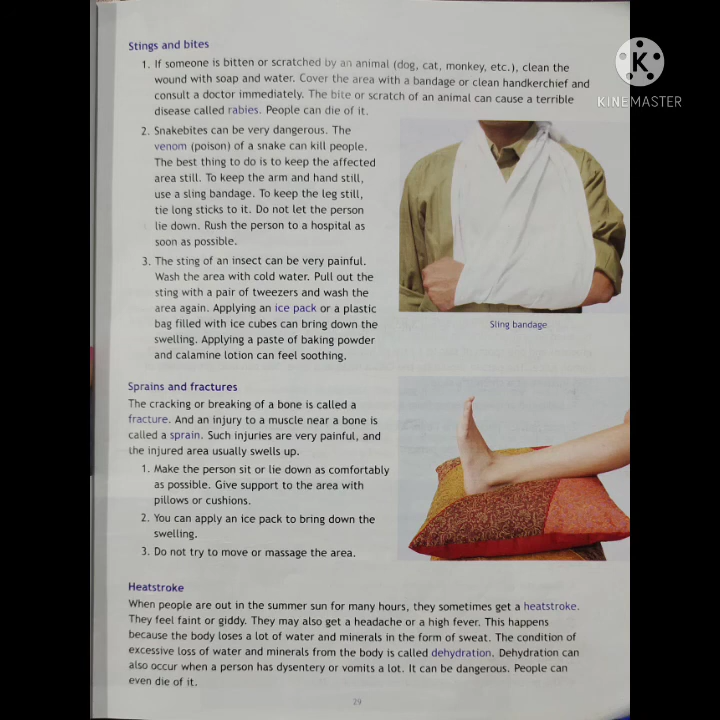 Stings and bites
1. If someone is bitten or scratched by an animal (dog, cat, monkey, etc.), clean the
wound with soap and water. Cover the area with a bandage or clean handkerchief and
consult a doctor immediately. The bite or scratch of an animal can cause a terrible
disease called rabies. People can die of it.
K
KINEMASTER
2. Snakebites can be very dangerous. The
venom (poison) of a snake can kill people.
The best thing to do is to keep the affected
area still. To keep the arm and hand still,
use a sling bandage. To keep the leg still,
tie long sticks to it. Do not let the person
lie down. Rush the person to a hospital as
soon as possible.
3. The sting of an insect can be very painful.
Wash the area with cold water. Pull out the
sting with a pair of tweezers and wash the
area again. Applying an ice pack or a plastic
bag filled with ice cubes can bring down the
swelling. Applying a paste of baking powder
and calamine lotion can feel soothing.
Sling bandage
Sprains and fractures
The cracking or breaking of a bone is called a
fracture. And an injury to a muscle near a bone is
called a sprain. Such injuries are very painful, and
the injured area usually swells up.
1. Make the person sit or lie down as comfortably
as possible. Give support to the area with
pillows or cushions.
2. You can apply an ice pack to bring down the
swelling.
3. Do not try to move or massage the area.
Heatstroke
When people are out in the summer sun for many hours, they sometimes get a heatstroke.
They feel faint or giddy. They may also get a headache or a high fever. This happens
because the body loses a lot of water and minerals in the form of sweat. The condition of
excessive loss of water and minerals from the body is called dehydration. Dehydration can
also occur when a person has dysentery or vomits a lot. It can be dangerous. People can
even die of it.
29